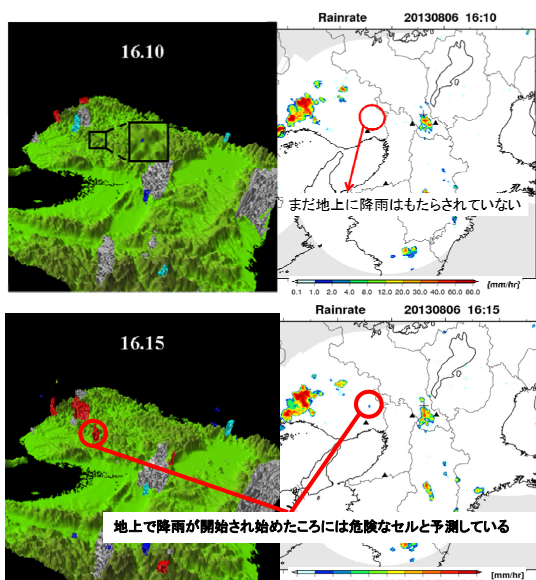 16.10
Rainrate 20130806 16:10
まだ地上に降雨はもたらされていない
0.1 1.0 2.0 4.0 8.0 12.0 20.0 30.0 40.0 60.0 80.0
[mm/hr]
16.15
Rainrate 20130806 16:15
地上で降雨が開始され始めたころには危険なセルと予測している
[mm/hr]